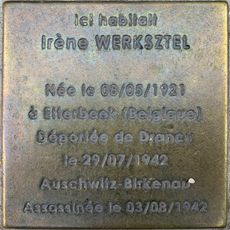 Ici habitait
Irène WERKSZTEL
Née le 08/05/1921
à Etterbeek (Belgique)
Déportée de Drancy
le 29/07/1942
Auschwitz-Birkenau
Assassinée le 03/08/1942